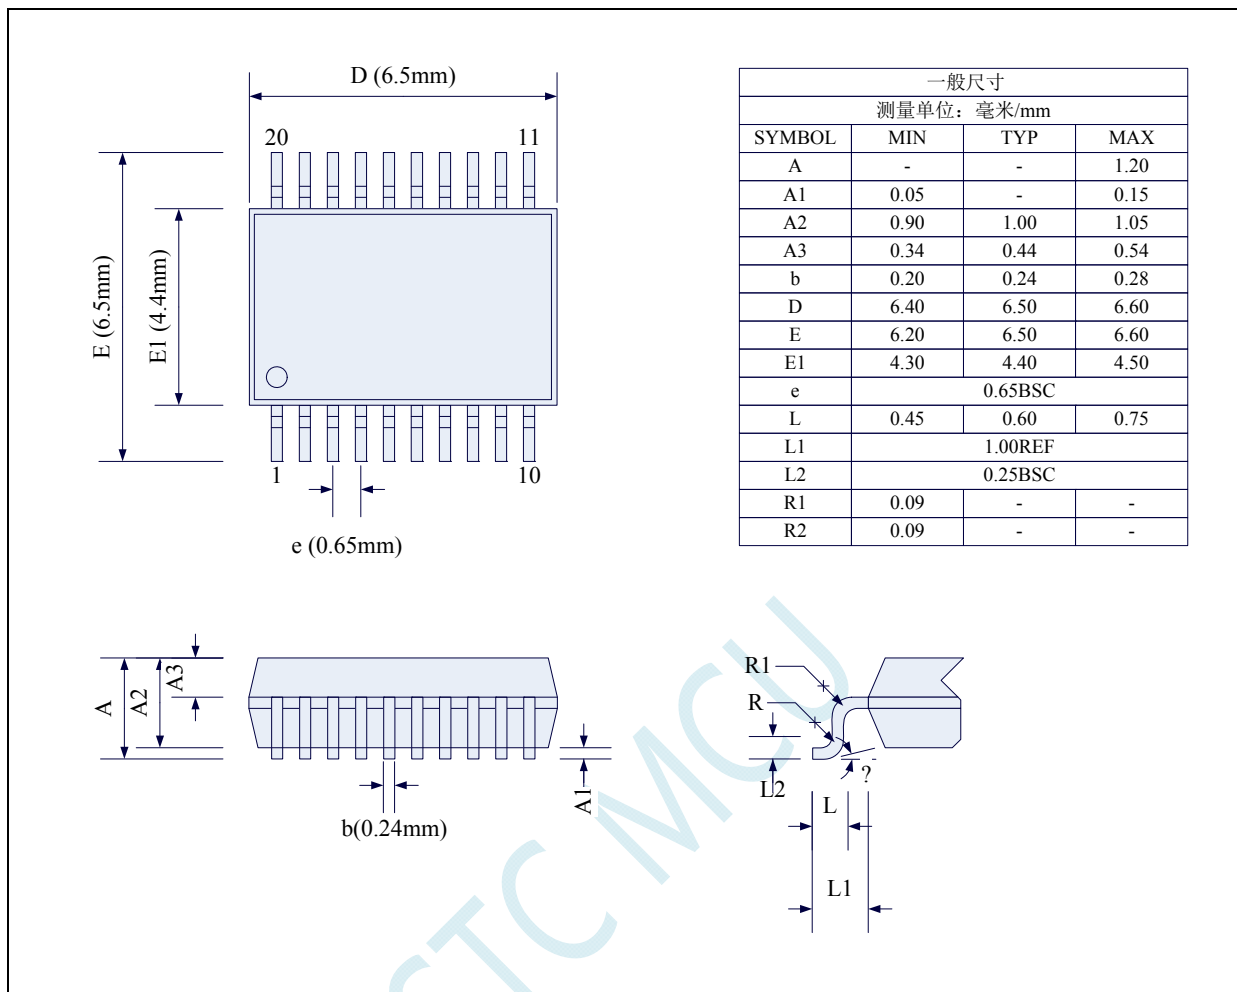 D (6.5mm)
20 11
E (6.5mm)
E1 (4.4mm)
1 10
e (0.65mm)
一般尺寸
测量单位：毫米/mm
SYMBOL MIN TYP MAX
A - - 1.20
A1 0.05 - 0.15
A2 0.90 1.00 1.05
A3 0.34 0.44 0.54
b 0.20 0.24 0.28
D 6.40 6.50 6.60
E 6.20 6.50 6.60
E1 4.30 4.40 4.50
e 0.65BSC
L 0.45 0.60 0.75
L1 1.00REF
L2 0.25BSC
R1 0.09 - -
R2 0.09 - -
A
A2
A3
A1
b(0.24mm)
R1
R
L2
?
L
L1
STC MCU